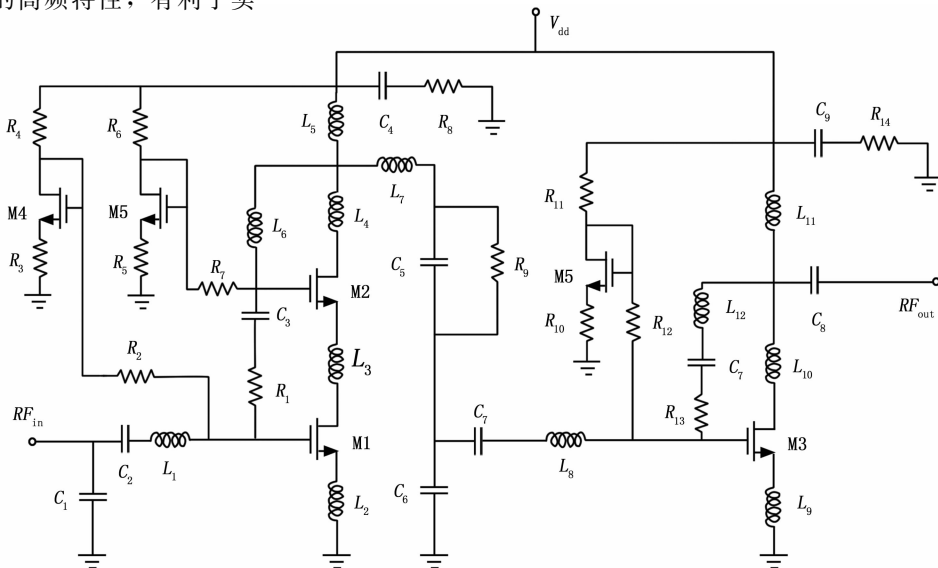 的高频特性，有利于实
V_dd
C_9
R_14
R_4
R_6
L_5
C_4
R_8
L_7
R_11
L_11
M4
M5
L_6
L_4
R_3
R_5
R_7
C_5
R_9
M5
L_12
C_8
RF_out
M2
C_3
R_10
R_12
R_2
L_3
C_7
L_10
R_1
R_13
RF_in
C_7
M1
M3
C_2
L_1
L_8
C_1
L_2
C_6
L_9